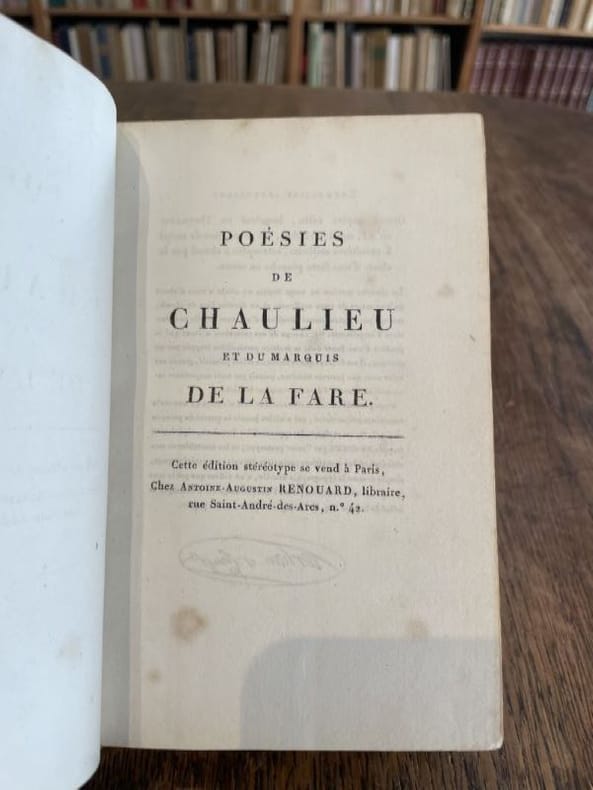 POÉSIES
DE
CHAULIEU
ET DU MARQUIS
DE LA FARE.
Cette édition stéréotype se vend à Paris,
Chez ANTOINE-AUGUSTIN RENOUARD, libraire,
rue Saint-André-des-Arcs, n.º 42.